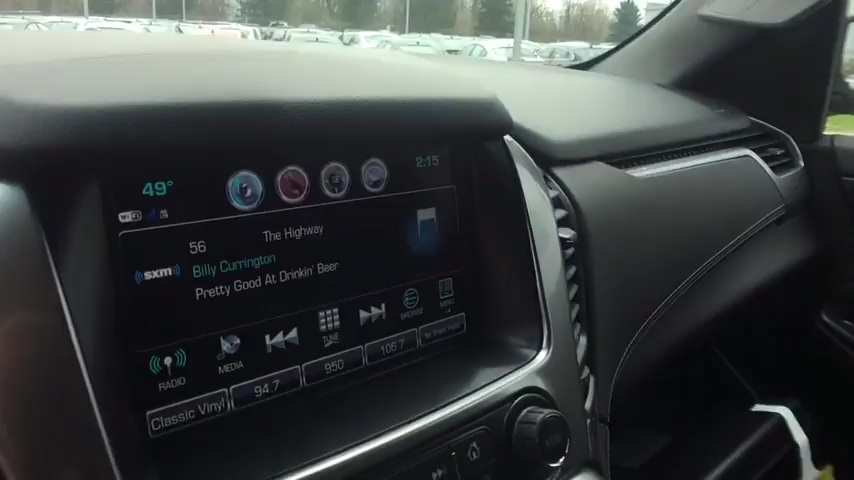 49°
2:15
56
The Highway
sxm
Billy Currington
Pretty Good At Drinkin' Beer
RADIO
MEDIA
TUNE
BROWSE
MENU
Classic Vinyl
94.7
950
106.7